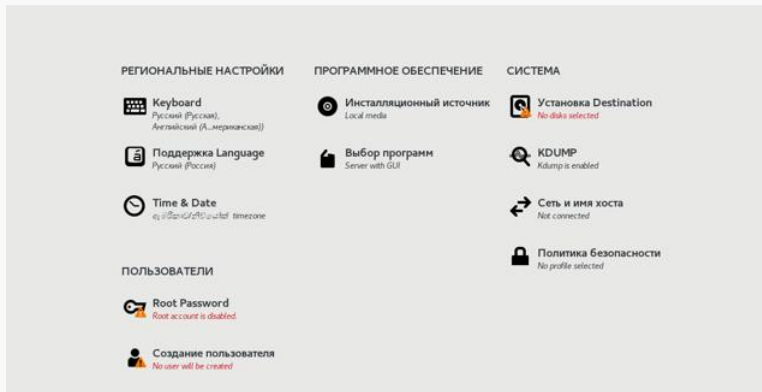 РЕГИОНАЛЬНЫЕ НАСТРОЙКИ
Keyboard
Русский (Русская),
Английский (А...мериканская))
Поддержка Language
Русский (Россия)
Time & Date
timezone
ПОЛЬЗОВАТЕЛИ
Root Password
Root account is disabled.
Создание пользователя
No user will be created
ПРОГРАММНОЕ ОБЕСПЕЧЕНИЕ
Инсталляционный источник
Local media
Выбор программ
Server with GUI
СИСТЕМА
Установка Destination
No disks selected
KDUMP
Kdump is enabled
Сеть и имя хоста
Not connected
Политика безопасности
No profile selected